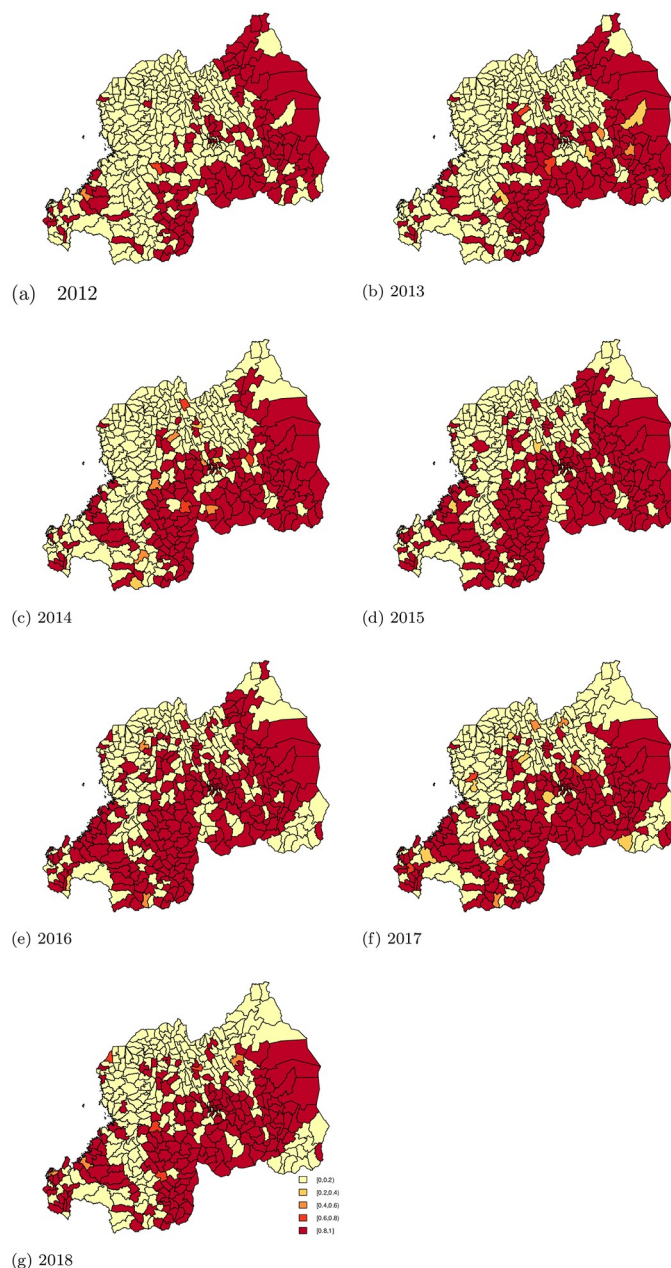 (a) 2012
(b) 2013
(c) 2014
(d) 2015
(e) 2016
(f) 2017
[0,0.2)
[0.2,0.4)
[0.4,0.6)
[0.6,0.8)
[0.8,1]
(g) 2018